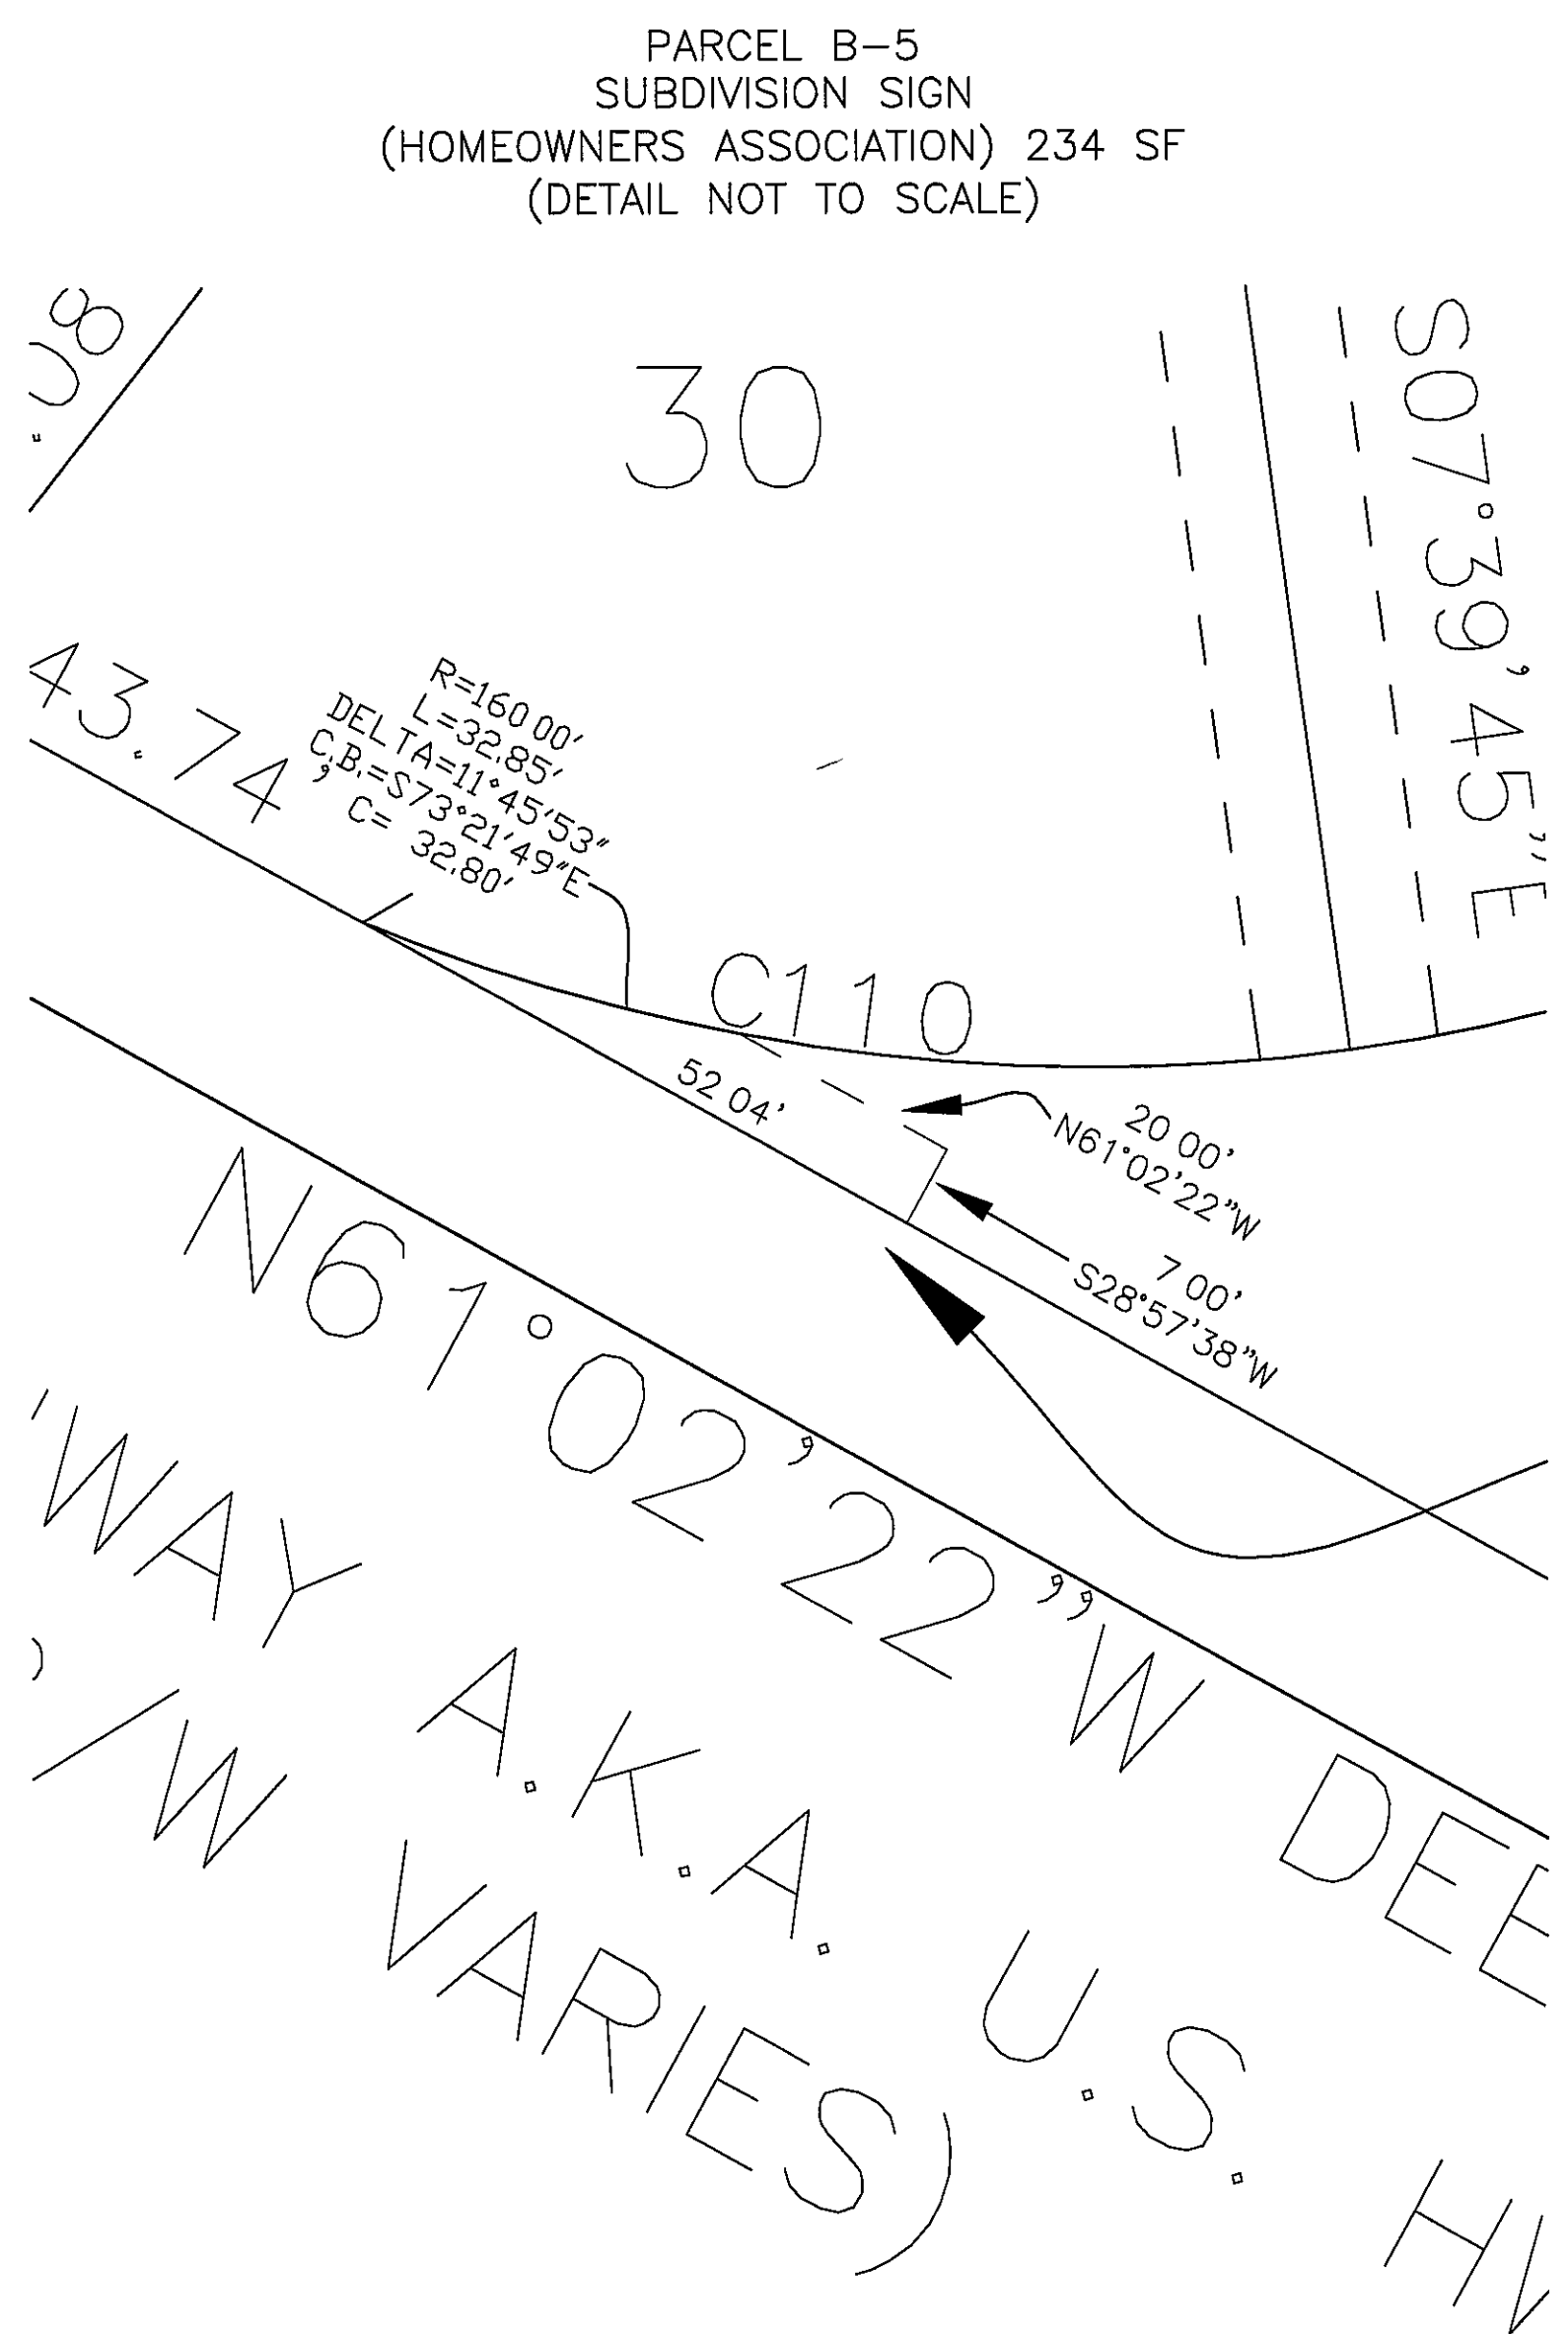 PARCEL B-5
SUBDIVISION SIGN
(HOMEOWNERS ASSOCIATION) 234 SF
(DETAIL NOT TO SCALE)
30
S07°39'45"E
43.74'
R=160 00'
L=32.85'
DELTA=11°45'53"
C.B.=S73°21'49"E
C= 32.80'
C110
52 04'
20 00'
N61°02'22"W
7 00'
S28°57'38"W
N61°02'22"W DEE
WAY A.K.A. U.S.
/W VARIES)